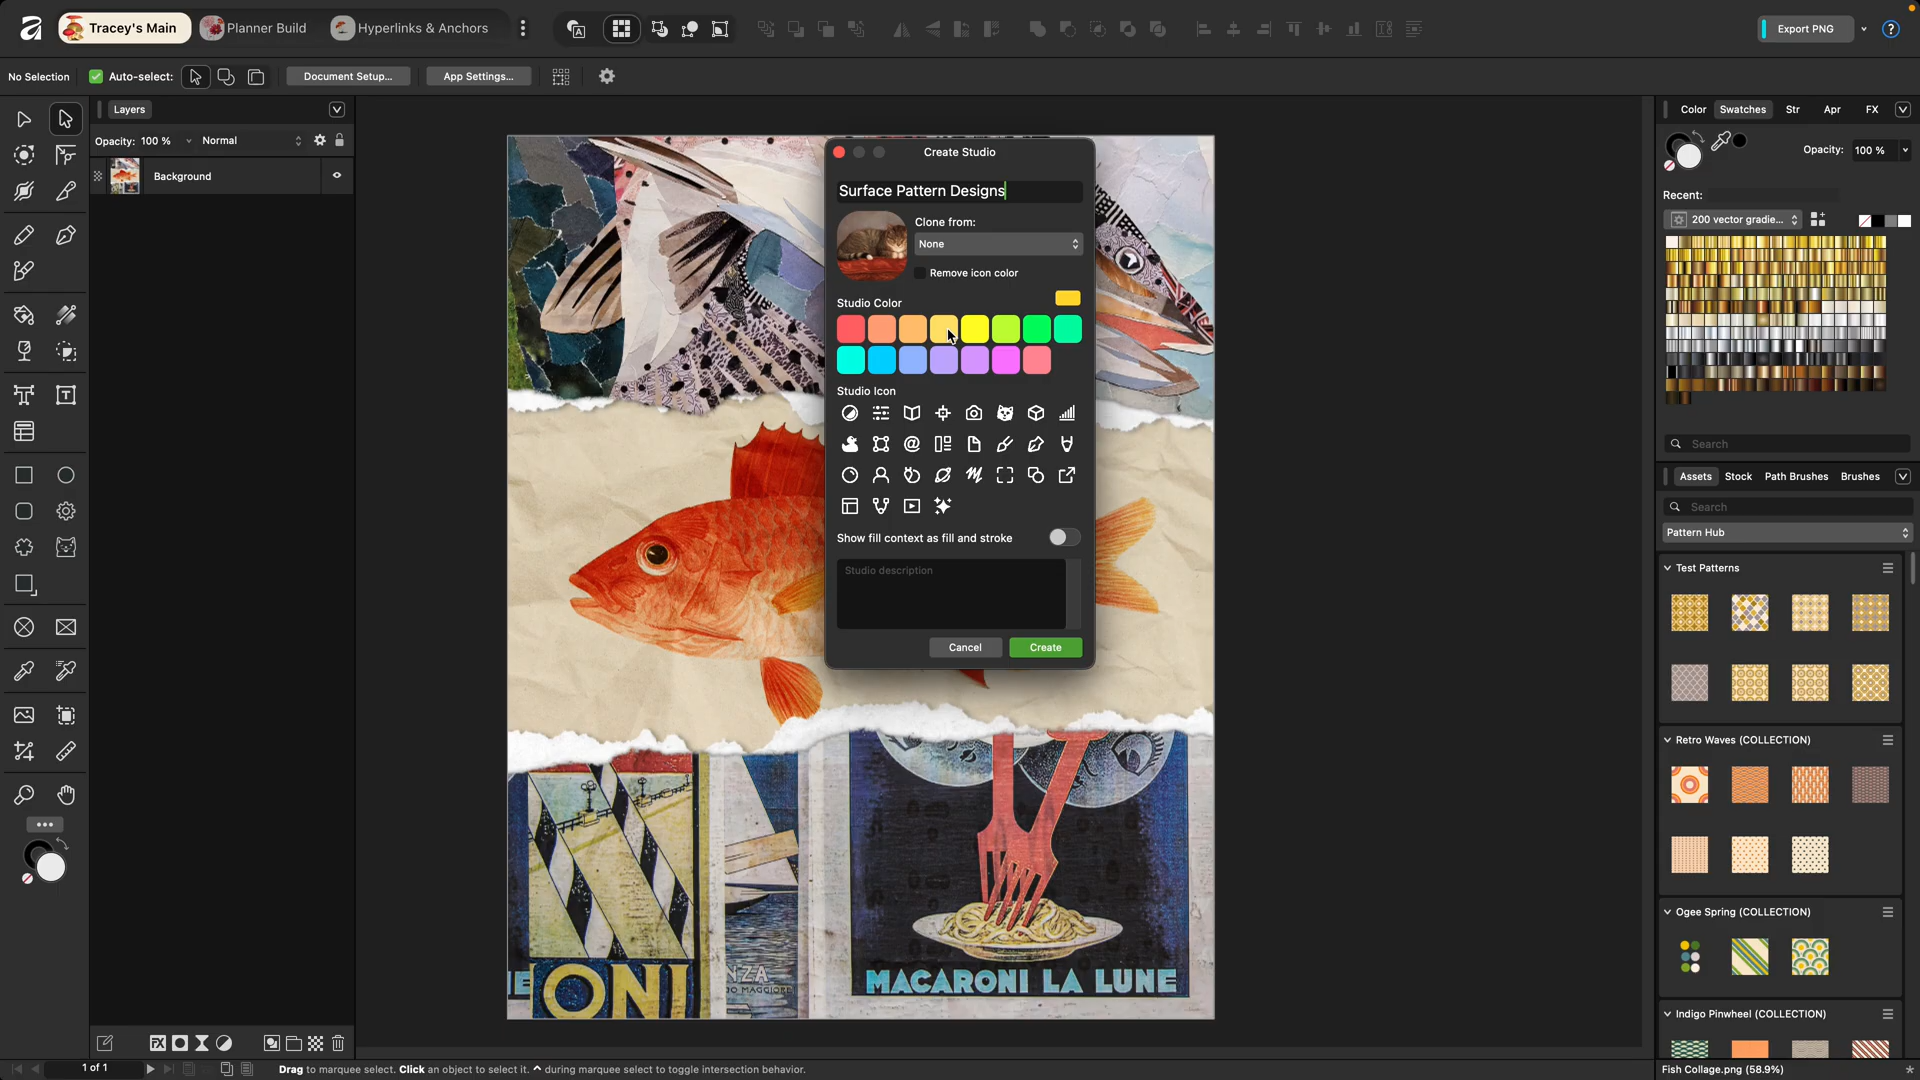 Tracey's Main
Planner Build
Hyperlinks & Anchors
Export PNG
No Selection
Auto-select:
Document Setup...
App Settings...
Layers
Opacity: 100 %
Normal
Background
Create Studio
Surface Pattern Designs
Clone from:
None
Remove icon color
Studio Color
Studio Icon
Show fill context as fill and stroke
Studio description
Cancel
Create
Color
Swatches
Str
Apr
FX
Opacity: 100 %
Recent:
200 vector gradie...
Search
Assets
Stock
Path Brushes
Brushes
Search
Pattern Hub
Test Patterns
Retro Waves (COLLECTION)
Ogee Spring (COLLECTION)
Indigo Pinwheel (COLLECTION)
NZA
MAGGIORE
IONI
MACARONI LA LUNE
1 of 1
Drag to marquee select. Click an object to select it. ^ during marquee select to toggle intersection behavior.
Fish Collage.png (58.9%)